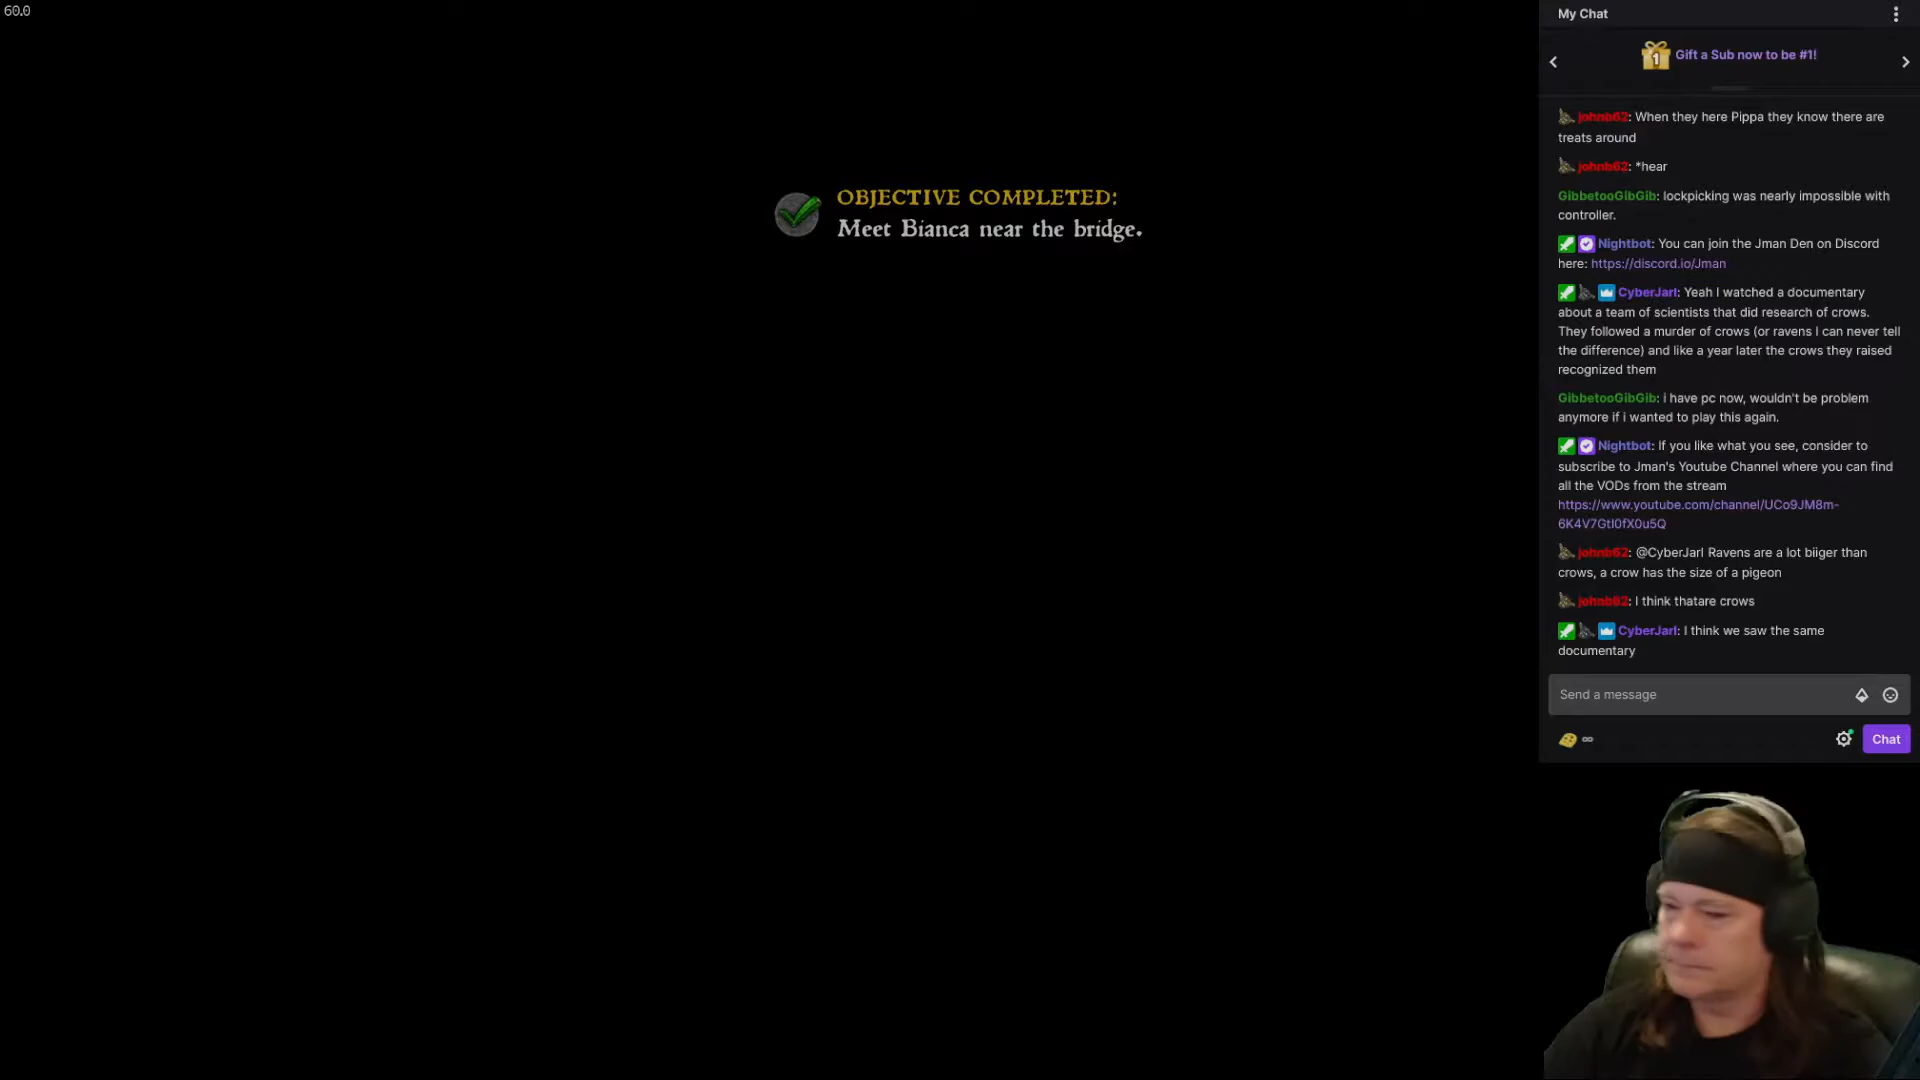 60.0
OBJECTIVE COMPLETED:
Meet Bianca near the bridge.
My Chat
1
Gift a Sub now to be #1!
johnb62: When they here Pippa they know there are
treats around
johnb62: *hear
GibbetooGibGib: lockpicking was nearly impossible with
controller.
Nightbot: You can join the Jman Den on Discord
here: https://discord.io/Jman
CyberJarl: Yeah I watched a documentary
about a team of scientists that did research of crows.
They followed a murder of crows (or ravens I can never tell
the difference) and like a year later the crows they raised
recognized them
GibbetooGibGib: i have pc now, wouldn't be problem
anymore if i wanted to play this again.
Nightbot: If you like what you see, consider to
subscribe to Jman's Youtube Channel where you can find
all the VODs from the stream
https://www.youtube.com/channel/UCo9JM8m-
6K4V7GtI0fX0u5Q
johnb62: @CyberJarl Ravens are a lot biiger than
crows, a crow has the size of a pigeon
johnb62: I think thatare crows
CyberJarl: I think we saw the same
documentary
Send a message
∞
Chat